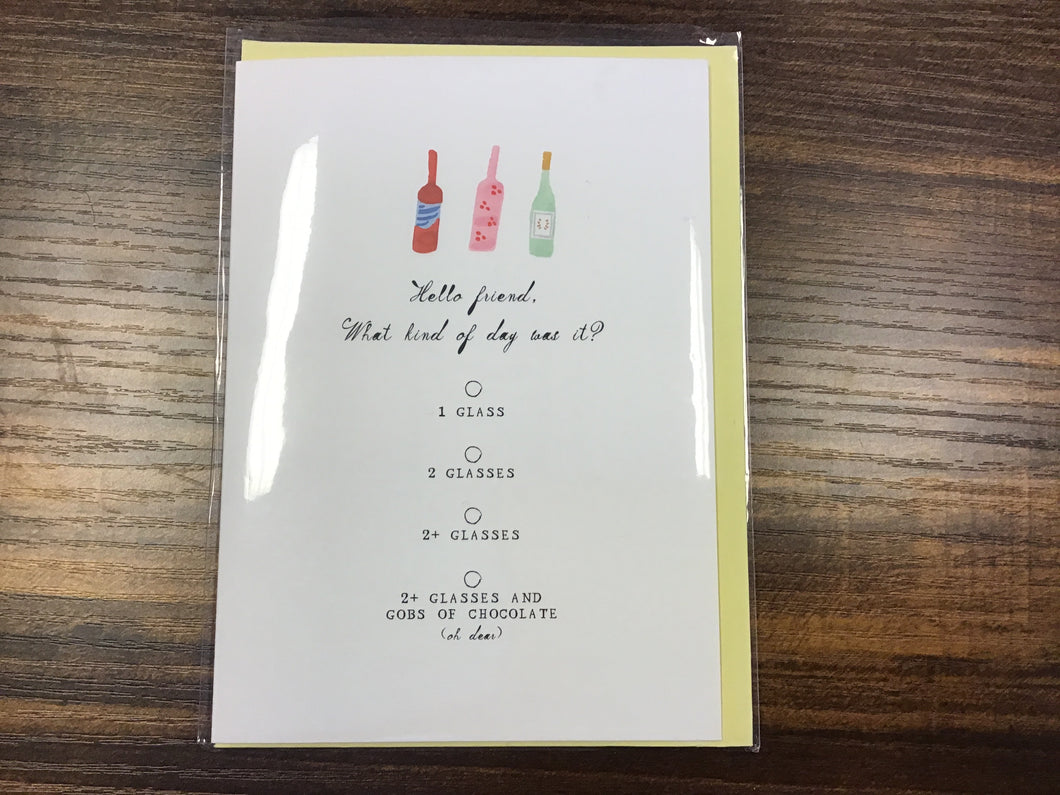 Hello friend,
What kind of day was it?
1 GLASS
2 GLASSES
2+ GLASSES
2+ GLASSES AND
GOBS OF CHOCOLATE
(oh dear)